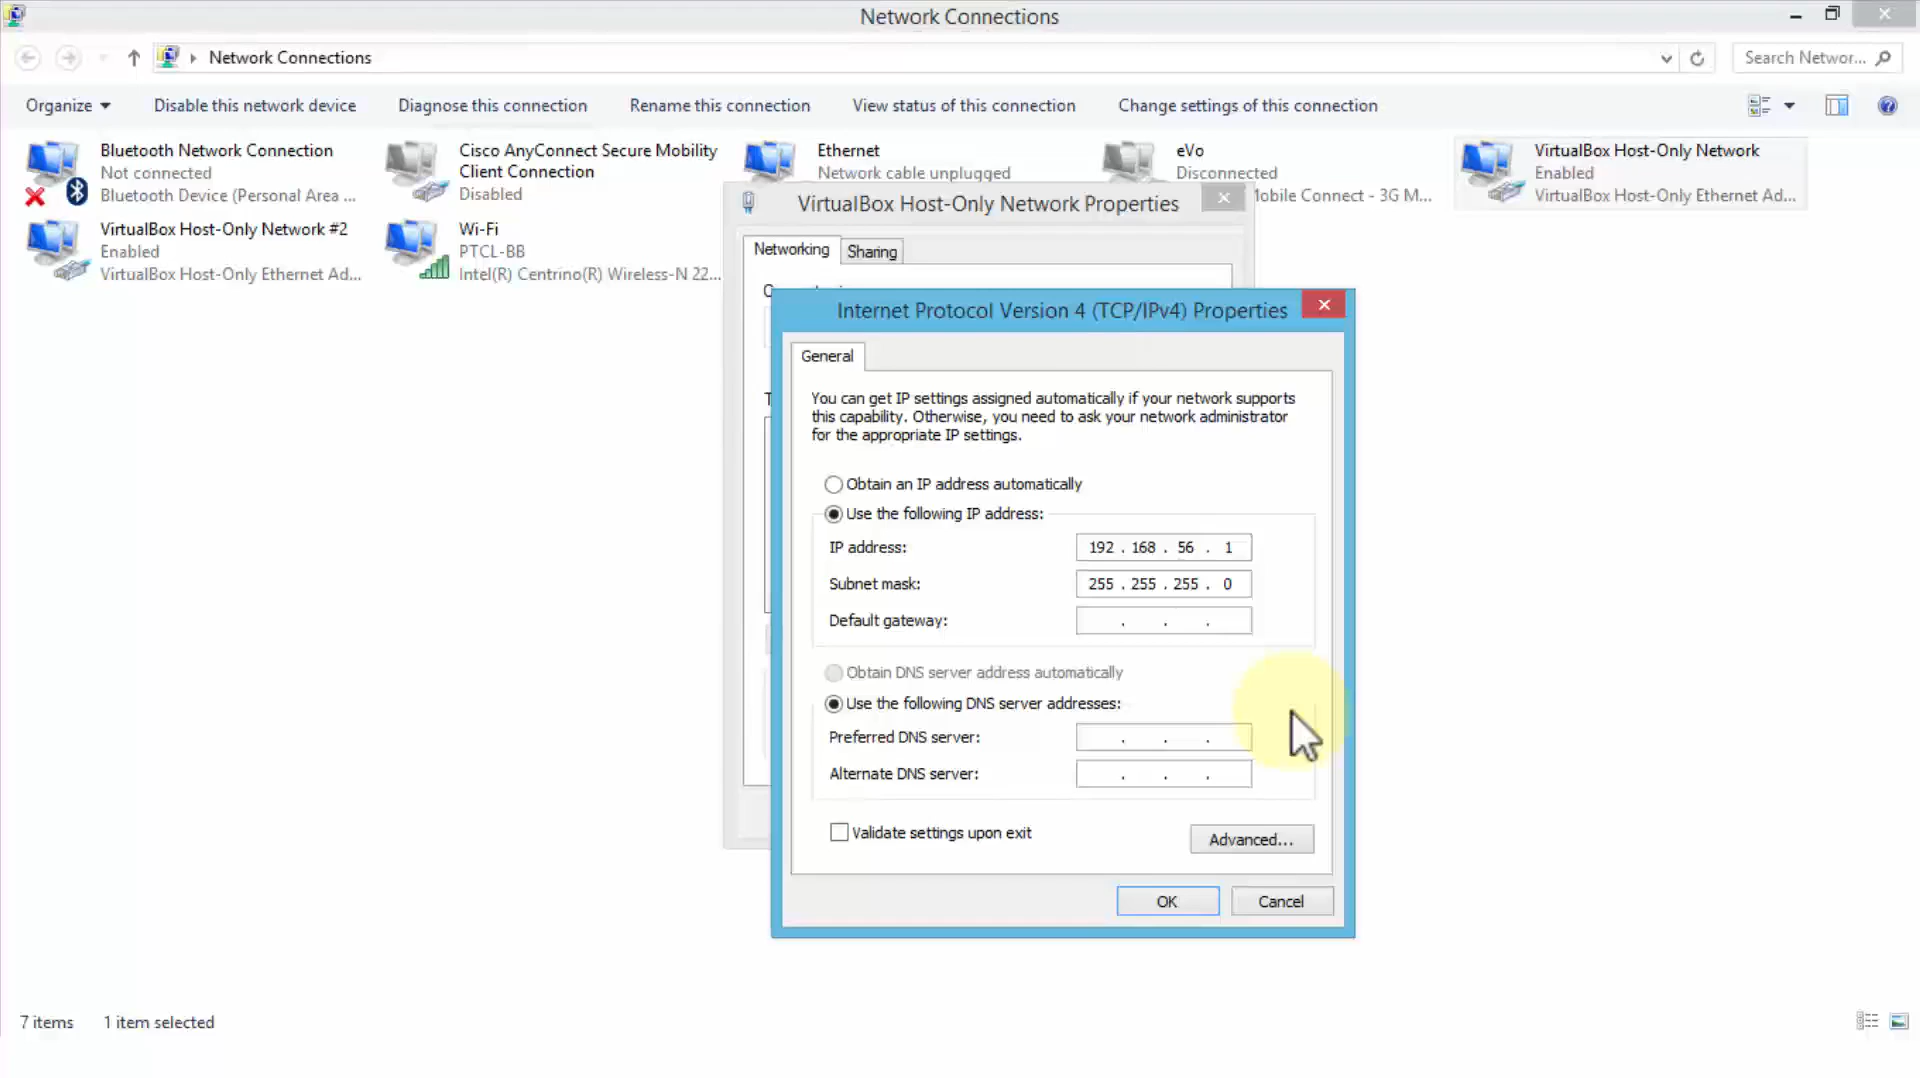 Network Connections
Network Connections
Search Networ...
Organize
Disable this network device
Diagnose this connection
Rename this connection
View status of this connection
Change settings of this connection
Bluetooth Network Connection
Not connected
Bluetooth Device (Personal Area ...
Cisco AnyConnect Secure Mobility
Client Connection
Disabled
Ethernet
Network cable unplugged
eVo
Disconnected
Mobile Connect - 3G M...
VirtualBox Host-Only Network
Enabled
VirtualBox Host-Only Ethernet Ad...
VirtualBox Host-Only Network #2
Enabled
VirtualBox Host-Only Ethernet Ad...
Wi-Fi
PTCL-BB
Intel(R) Centrino(R) Wireless-N 22...
VirtualBox Host-Only Network Properties
Networking
Sharing
Internet Protocol Version 4 (TCP/IPv4) Properties
General
You can get IP settings assigned automatically if your network supports
this capability. Otherwise, you need to ask your network administrator
for the appropriate IP settings.
Obtain an IP address automatically
Use the following IP address:
IP address:
192 . 168 . 56 . 1
Subnet mask:
255 . 255 . 255 . 0
Default gateway:
. . .
Obtain DNS server address automatically
Use the following DNS server addresses:
Preferred DNS server:
. . .
Alternate DNS server:
. . .
Validate settings upon exit
Advanced...
OK
Cancel
7 items
1 item selected